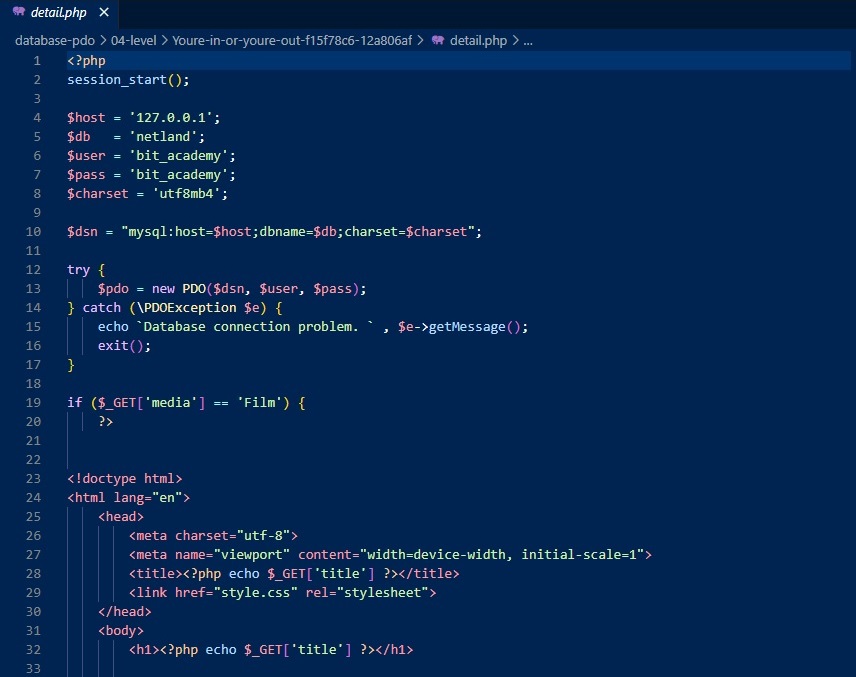 detail.php ×
database-pdo > 04-level > Youre-in-or-youre-out-f15f78c6-12a806af > detail.php > ...
1 <?php
2 session_start();
3
4 $host = '127.0.0.1';
5 $db   = 'netland';
6 $user = 'bit_academy';
7 $pass = 'bit_academy';
8 $charset = 'utf8mb4';
9
10 $dsn = "mysql:host=$host;dbname=$db;charset=$charset";
11
12 try {
13     $pdo = new PDO($dsn, $user, $pass);
14 } catch (\PDOException $e) {
15     echo `Database connection problem. ` , $e->getMessage();
16     exit();
17 }
18
19 if ($_GET['media'] == 'Film') {
20     ?>
21
22
23 <!doctype html>
24 <html lang="en">
25     <head>
26         <meta charset="utf-8">
27         <meta name="viewport" content="width=device-width, initial-scale=1">
28         <title><?php echo $_GET['title'] ?></title>
29         <link href="style.css" rel="stylesheet">
30     </head>
31     <body>
32         <h1><?php echo $_GET['title'] ?></h1>
33